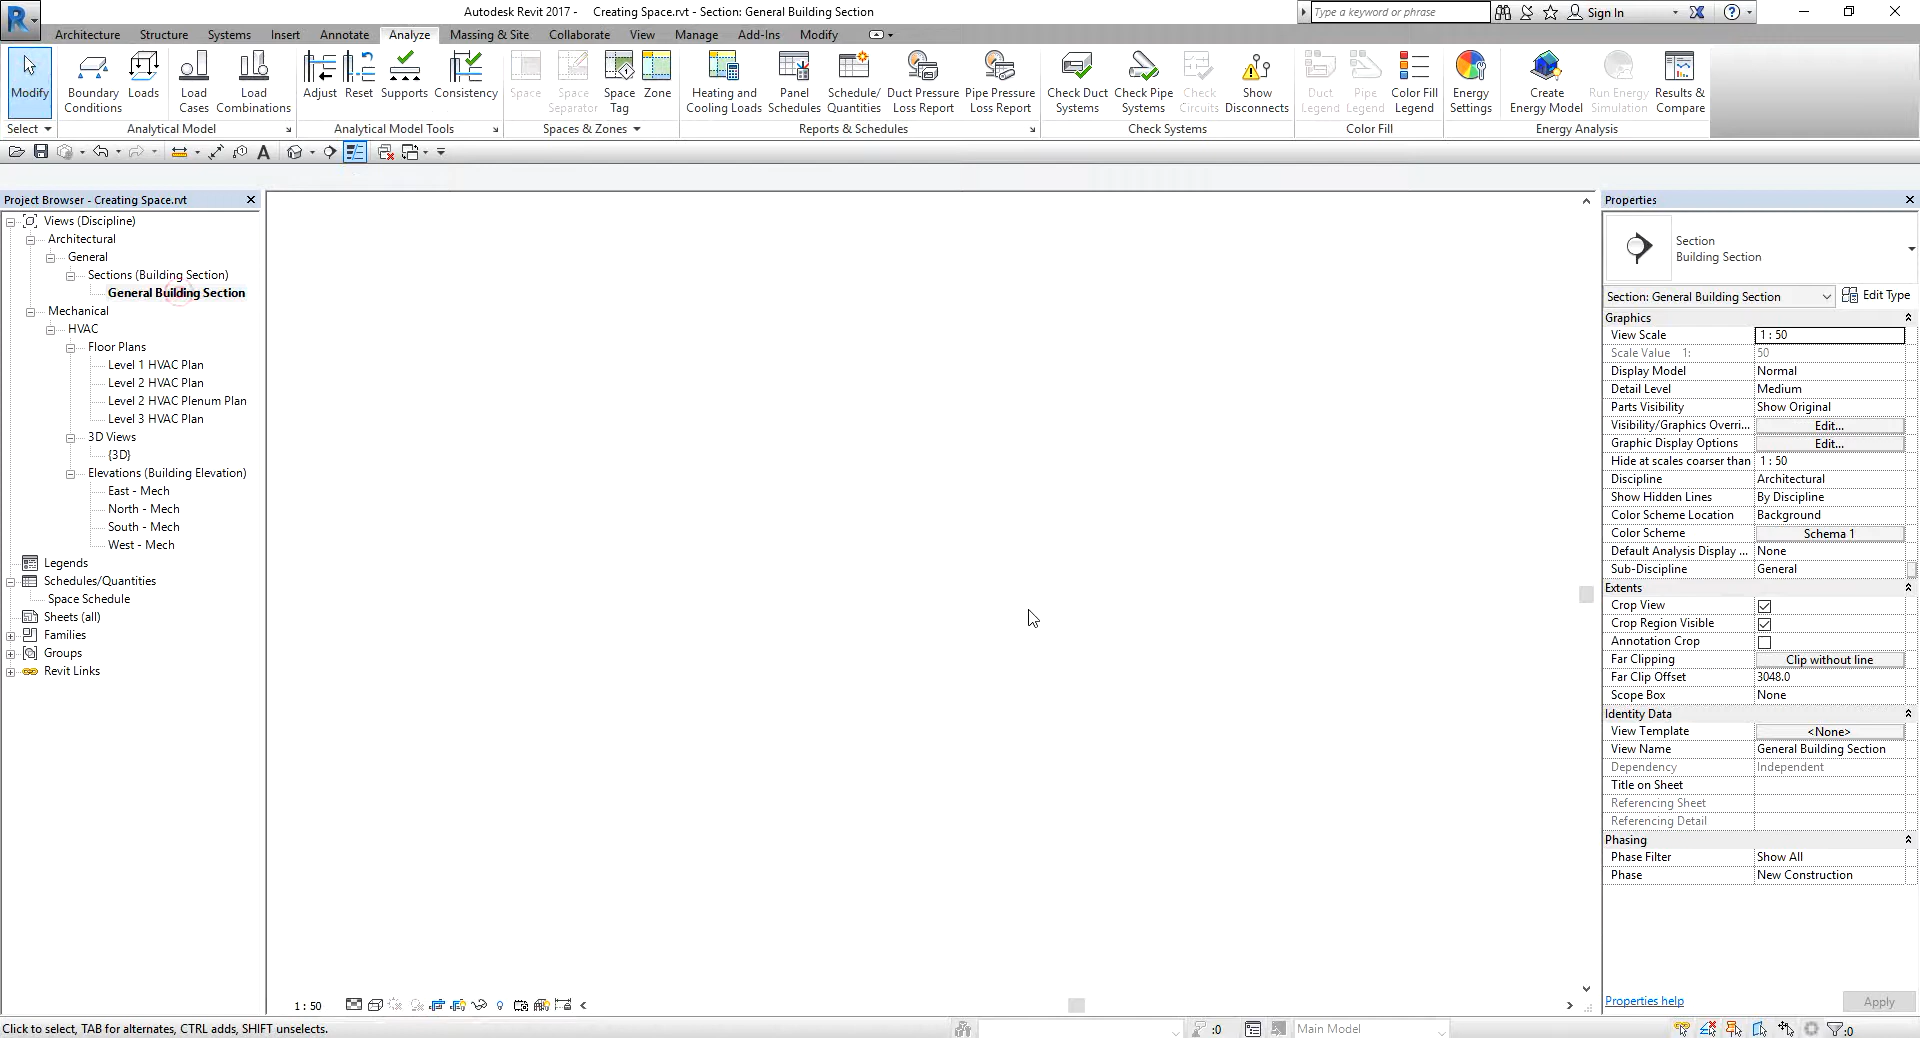 Autodesk Revit 2017 - Creating Space.rvt - Section: General Building Section
Type a keyword or phrase
Sign In
Architecture Structure Systems Insert Annotate Analyze Massing & Site Collaborate View Manage Add-Ins Modify
Modify
Boundary Conditions
Loads
Load Cases
Load Combinations
Adjust
Reset
Supports
Consistency
Space
Space Separator
Space Tag
Zone
Heating and Cooling Loads
Panel Schedules
Schedule/ Quantities
Duct Pressure Loss Report
Pipe Pressure Loss Report
Check Duct Systems
Check Pipe Systems
Check Circuits
Show Disconnects
Duct Legend
Pipe Legend
Color Fill Legend
Energy Settings
Create Energy Model
Run Energy Simulation
Results & Compare
Select
Analytical Model
Analytical Model Tools
Spaces & Zones
Reports & Schedules
Check Systems
Color Fill
Energy Analysis
Project Browser - Creating Space.rvt
Views (Discipline)
Architectural
General
Sections (Building Section)
General Building Section
Mechanical
HVAC
Floor Plans
Level 1 HVAC Plan
Level 2 HVAC Plan
Level 2 HVAC Plenum Plan
Level 3 HVAC Plan
3D Views
{3D}
Elevations (Building Elevation)
East - Mech
North - Mech
South - Mech
West - Mech
Legends
Schedules/Quantities
Space Schedule
Sheets (all)
Families
Groups
Revit Links
Properties
Section
Building Section
Section: General Building Section
Edit Type
Graphics
View Scale 1 : 50
Scale Value 1: 50
Display Model Normal
Detail Level Medium
Parts Visibility Show Original
Visibility/Graphics Overri... Edit...
Graphic Display Options Edit...
Hide at scales coarser than 1 : 50
Discipline Architectural
Show Hidden Lines By Discipline
Color Scheme Location Background
Color Scheme Schema 1
Default Analysis Display ... None
Sub-Discipline General
Extents
Crop View
Crop Region Visible
Annotation Crop
Far Clipping Clip without line
Far Clip Offset 3048.0
Scope Box None
Identity Data
View Template <None>
View Name General Building Section
Dependency Independent
Title on Sheet
Referencing Sheet
Referencing Detail
Phasing
Phase Filter Show All
Phase New Construction
Properties help
Apply
1 : 50
Click to select, TAB for alternates, CTRL adds, SHIFT unselects.
:0
Main Model
:0